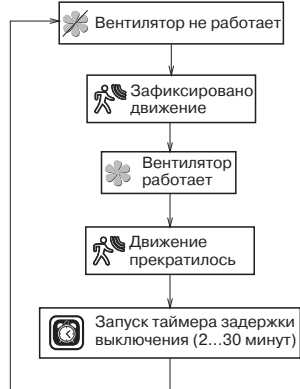 Вентилятор не работает
Зафиксировано
движение
Вентилятор
работает
Движение
прекратилось
Запуск таймера задержки
выключения (2...30 минут)